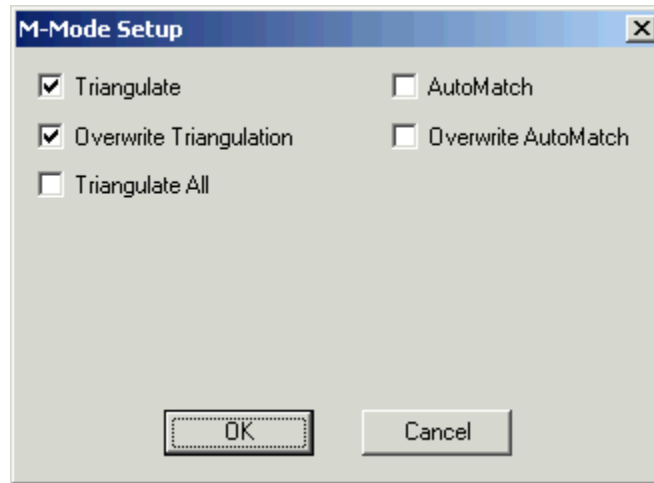 M-Mode Setup
Triangulate
AutoMatch
Overwrite Triangulation
Overwrite AutoMatch
Triangulate All
OK
Cancel